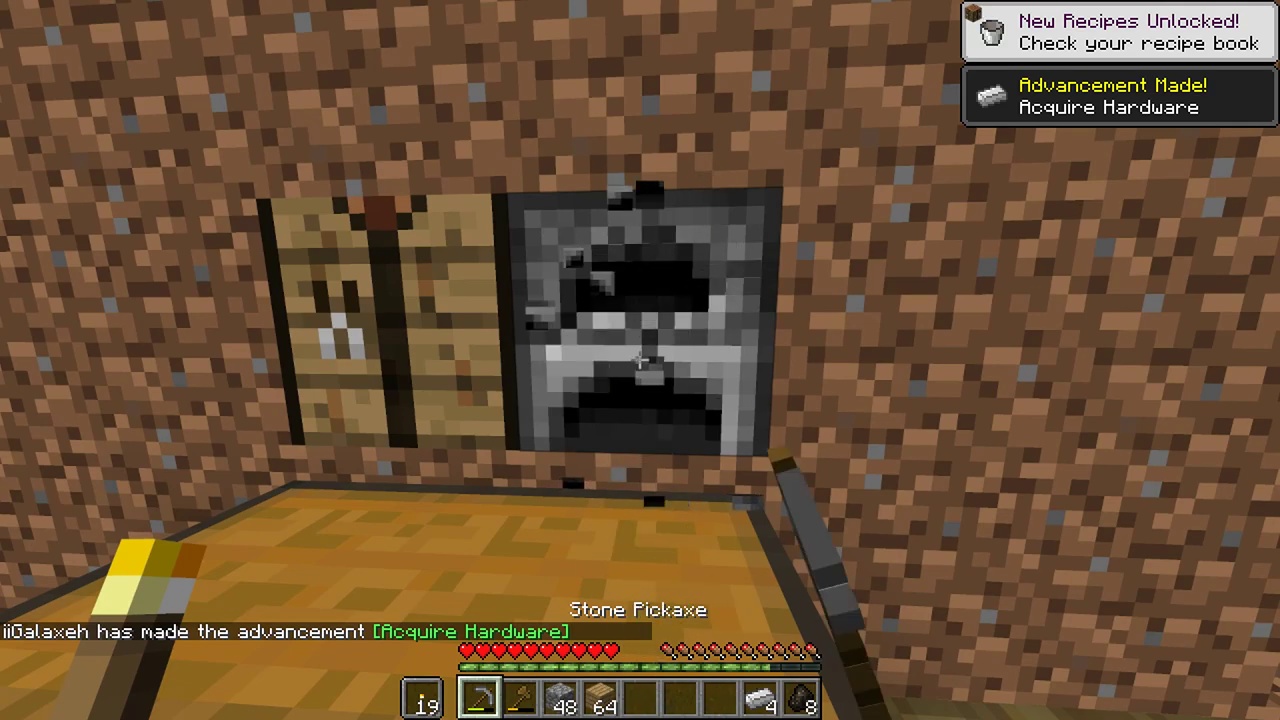 New Recipes Unlocked!
Check your recipe book
Advancement Made!
Acquire Hardware
Stone Pickaxe
iiGalaxeh has made the advancement [Acquire Hardware]
19
48
64
4
8